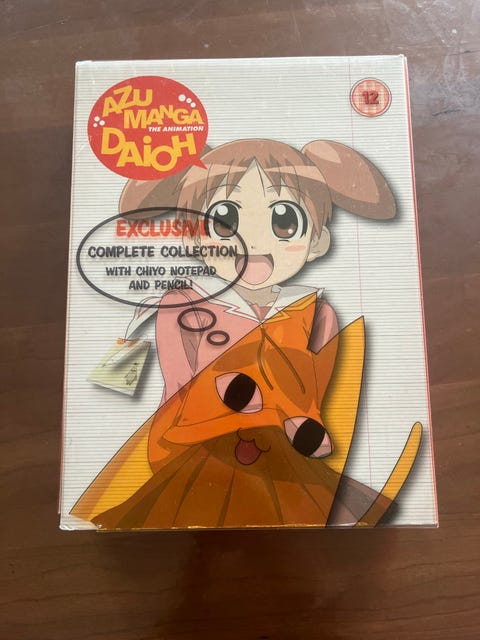 AZU
MANGA
THE ANIMATION
DAIOH
12
EXCLUSIVE
COMPLETE COLLECTION
WITH CHIYO NOTEPAD
AND PENCIL!